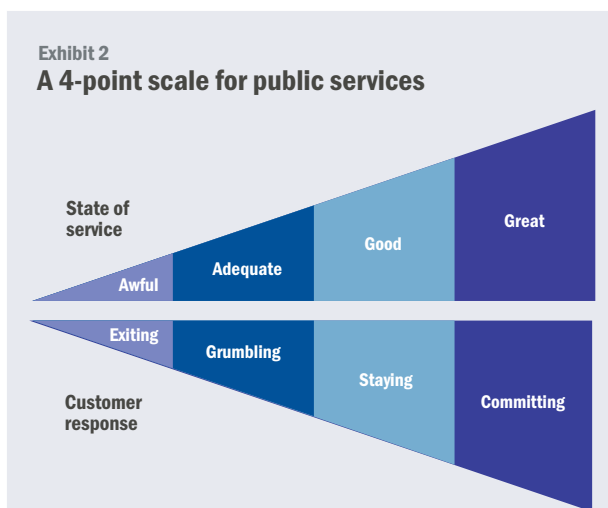 Exhibit 2
A 4-point scale for public services
State of
service
Awful
Adequate
Good
Great
Exiting
Grumbling
Staying
Committing
Customer
response